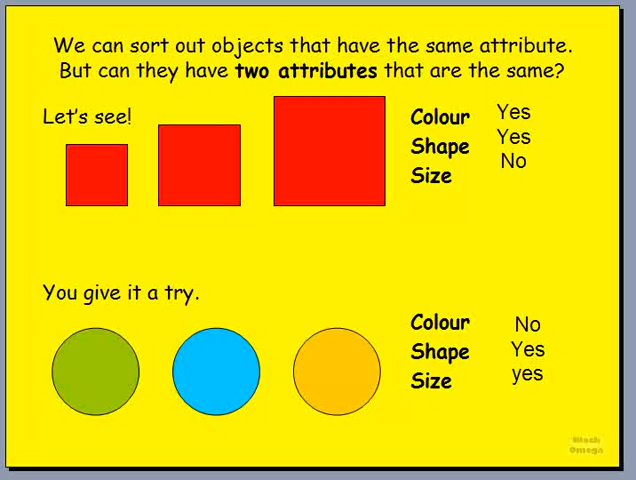 We can sort out objects that have the same attribute.
But can they have two attributes that are the same?
Let's see!
Colour Yes
Shape Yes
Size No
You give it a try.
Colour No
Shape Yes
Size yes
Omega